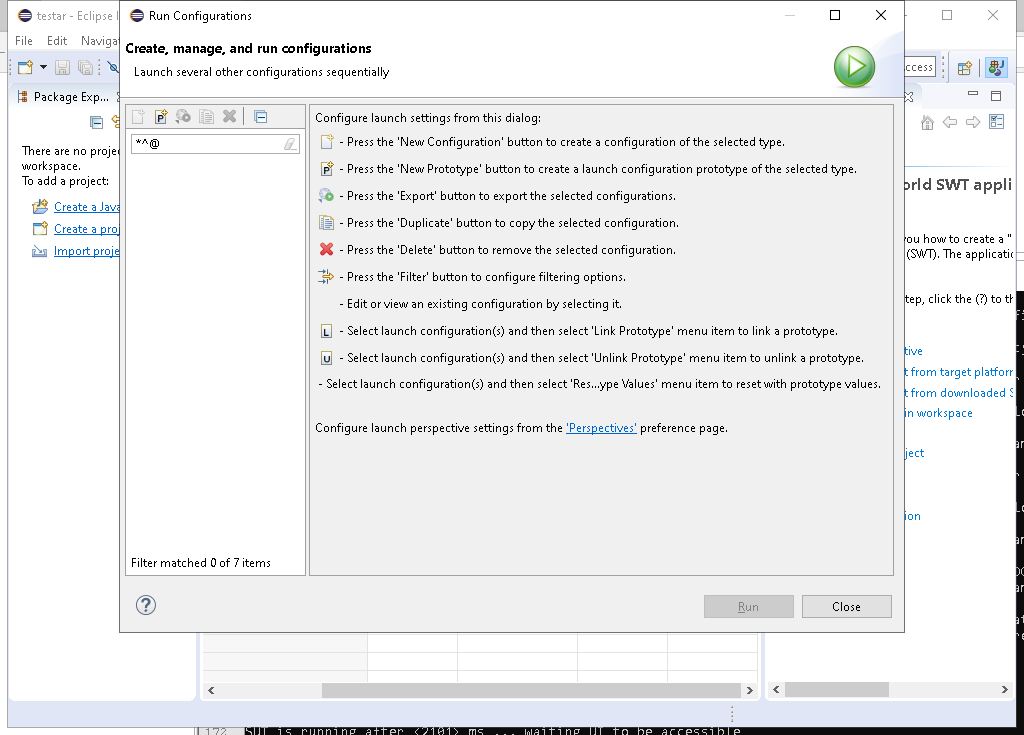 testar - Eclipse I
Run Configurations
File Edit Navigat
Create, manage, and run configurations
Launch several other configurations sequentially
ccess
Package Exp...
There are no projec
workspace.
To add a project:
Create a Java
Create a proj
Import projec
*^@
Filter matched 0 of 7 items
Configure launch settings from this dialog:
- Press the 'New Configuration' button to create a configuration of the selected type.
P - Press the 'New Prototype' button to create a launch configuration prototype of the selected type.
- Press the 'Export' button to export the selected configurations.
- Press the 'Duplicate' button to copy the selected configuration.
- Press the 'Delete' button to remove the selected configuration.
- Press the 'Filter' button to configure filtering options.
- Edit or view an existing configuration by selecting it.
L - Select launch configuration(s) and then select 'Link Prototype' menu item to link a prototype.
U - Select launch configuration(s) and then select 'Unlink Prototype' menu item to unlink a prototype.
- Select launch configuration(s) and then select 'Res...ype Values' menu item to reset with prototype values.
Configure launch perspective settings from the 'Perspectives' preference page.
Run
Close
orld SWT appli
you how to create a "
(SWT). The applicatio
tep, click the (?) to th
tive
t from target platforr
t from downloaded S
in workspace
ject
ion
172 SUT is running after <2101> ms ... waiting UI to be accessible